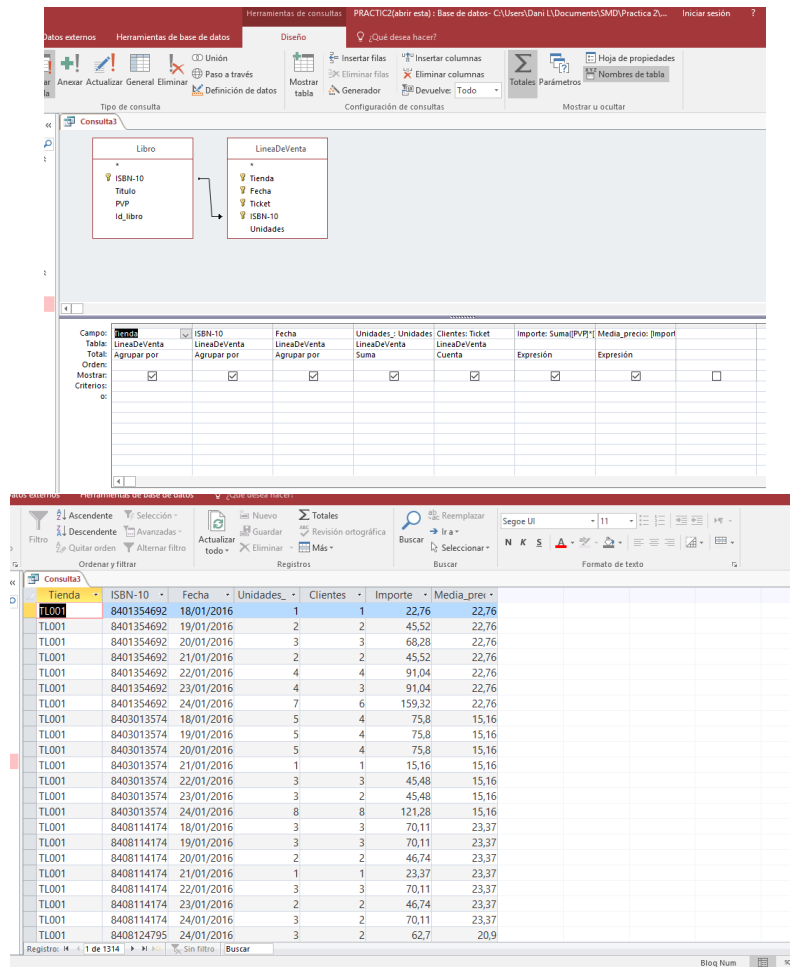 Herramientas de consultas PRACTIC2(abrir esta) : Base de datos- C:\Users\Dani L\Documents\SMD\Practica 2\... Iniciar sesión ?
Datos externos Herramientas de base de datos Diseño ¿Qué desea hacer?
Anexar Actualizar General Eliminar
Unión
Paso a través
Definición de datos
Mostrar tabla
Insertar filas
Eliminar filas
Generador
Insertar columnas
Eliminar columnas
Devuelve: Todo
Totales Parámetros
Hoja de propiedades
Nombres de tabla
Tipo de consulta Configuración de consultas Mostrar u ocultar
« Consulta3
Libro
*
ISBN-10
Titulo
PVP
Id_libro
LineaDeVenta
*
Tienda
Fecha
Ticket
ISBN-10
Unidades
Campo: Tienda ISBN-10 Fecha Unidades_: Unidades Clientes: Ticket Importe: Suma([PVP]*[ Media_precio: [Import
Tabla: LineaDeVenta LineaDeVenta LineaDeVenta LineaDeVenta LineaDeVenta
Total: Agrupar por Agrupar por Agrupar por Suma Cuenta Expresión Expresión
Orden:
Mostrar:
Criterios:
o:
Datos externos Herramientas de base de datos ¿Qué desea hacer?
Filtro
Ascendente
Descendente
Quitar orden
Selección
Avanzadas
Alternar filtro
Actualizar todo
Nuevo
Guardar
Eliminar
Totales
Revisión ortográfica
Más
Buscar
Reemplazar
Ir a
Seleccionar
Segoe UI 11
N K S A
Ordenar y filtrar Registros Buscar Formato de texto
« Consulta3
Tienda ISBN-10 Fecha Unidades_ Clientes Importe Media_prec
TL001 8401354692 18/01/2016 1 1 22,76 22,76
TL001 8401354692 19/01/2016 2 2 45,52 22,76
TL001 8401354692 20/01/2016 3 3 68,28 22,76
TL001 8401354692 21/01/2016 2 2 45,52 22,76
TL001 8401354692 22/01/2016 4 4 91,04 22,76
TL001 8401354692 23/01/2016 4 3 91,04 22,76
TL001 8401354692 24/01/2016 7 6 159,32 22,76
TL001 8403013574 18/01/2016 5 4 75,8 15,16
TL001 8403013574 19/01/2016 5 4 75,8 15,16
TL001 8403013574 20/01/2016 5 4 75,8 15,16
TL001 8403013574 21/01/2016 1 1 15,16 15,16
TL001 8403013574 22/01/2016 3 3 45,48 15,16
TL001 8403013574 23/01/2016 3 2 45,48 15,16
TL001 8403013574 24/01/2016 8 8 121,28 15,16
TL001 8408114174 18/01/2016 3 3 70,11 23,37
TL001 8408114174 19/01/2016 3 3 70,11 23,37
TL001 8408114174 20/01/2016 2 2 46,74 23,37
TL001 8408114174 21/01/2016 1 1 23,37 23,37
TL001 8408114174 22/01/2016 3 3 70,11 23,37
TL001 8408114174 23/01/2016 2 2 46,74 23,37
TL001 8408114174 24/01/2016 3 2 70,11 23,37
TL001 8408124795 24/01/2016 3 2 62,7 20,9
Registro: 1 de 1314 Sin filtro Buscar
Bloq Num